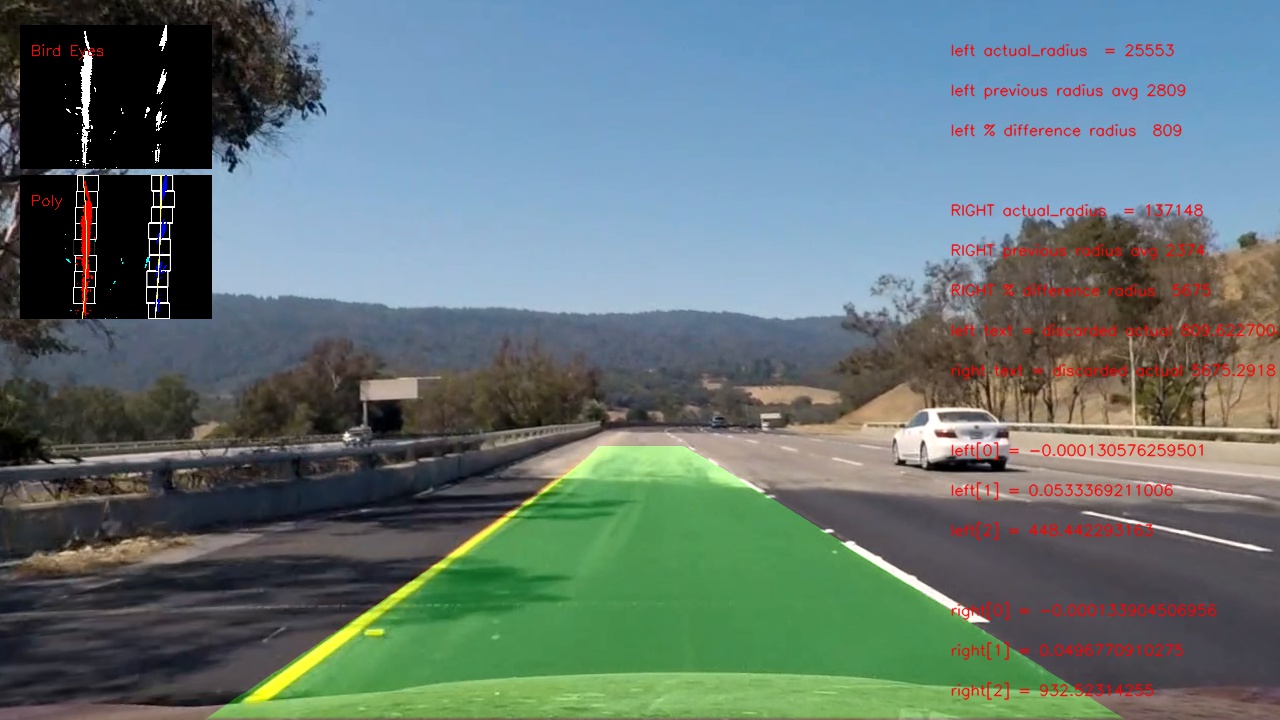 Bird Eyes
Poly
left actual_radius = 25553
left previous radius avg 2809
left % difference radius 809
RIGHT actual_radius = 137148
RIGHT previous radius avg 2374
RIGHT % difference radius 5675
left text = discarded actual 809.622700
right text = discarded actual 5675.2918
left[0] = -0.000130576259501
left[1] = 0.0533369211006
left[2] = 448.442293163
right[0] = -0.000133904506956
right[1] = 0.0496770910275
right[2] = 932.52314255